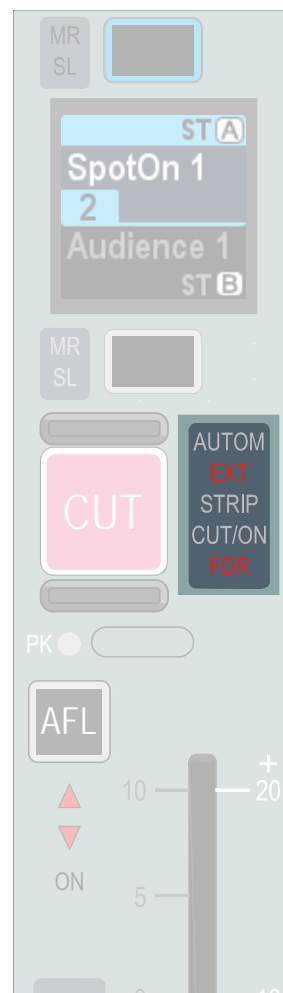 MR
SL
ST A
SpotOn 1
2
Audience 1
ST B
MR
SL
CUT
AUTOM
EXT
STRIP
CUT/ON
FDR
PK
AFL
+
10 20
ON
5